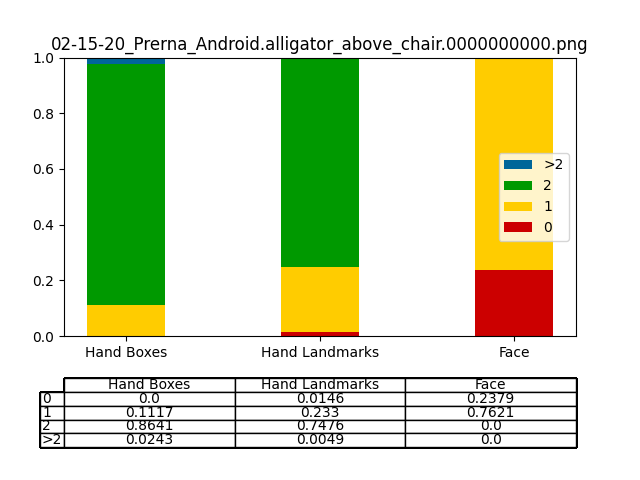 02-15-20_Prerna_Android.alligator_above_chair.0000000000.png
1.0
0.8
0.6
0.4
0.2
0.0
>2
2
1
0
Hand Boxes Hand Landmarks Face
Hand Boxes Hand Landmarks Face
0 0.0 0.0146 0.2379
1 0.1117 0.233 0.7621
2 0.8641 0.7476 0.0
>2 0.0243 0.0049 0.0